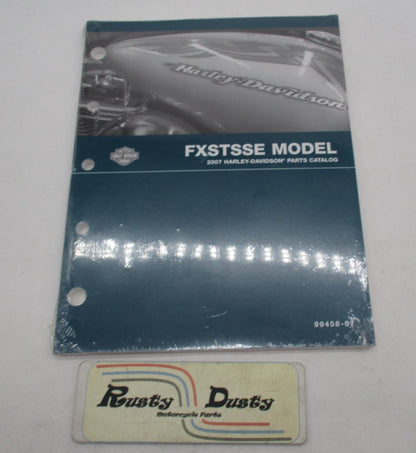 Harley-Davidson
FXSTSSE MODEL
2007 HARLEY-DAVIDSON® PARTS CATALOG
99458-07
Rusty Dusty
Motorcycle Parts